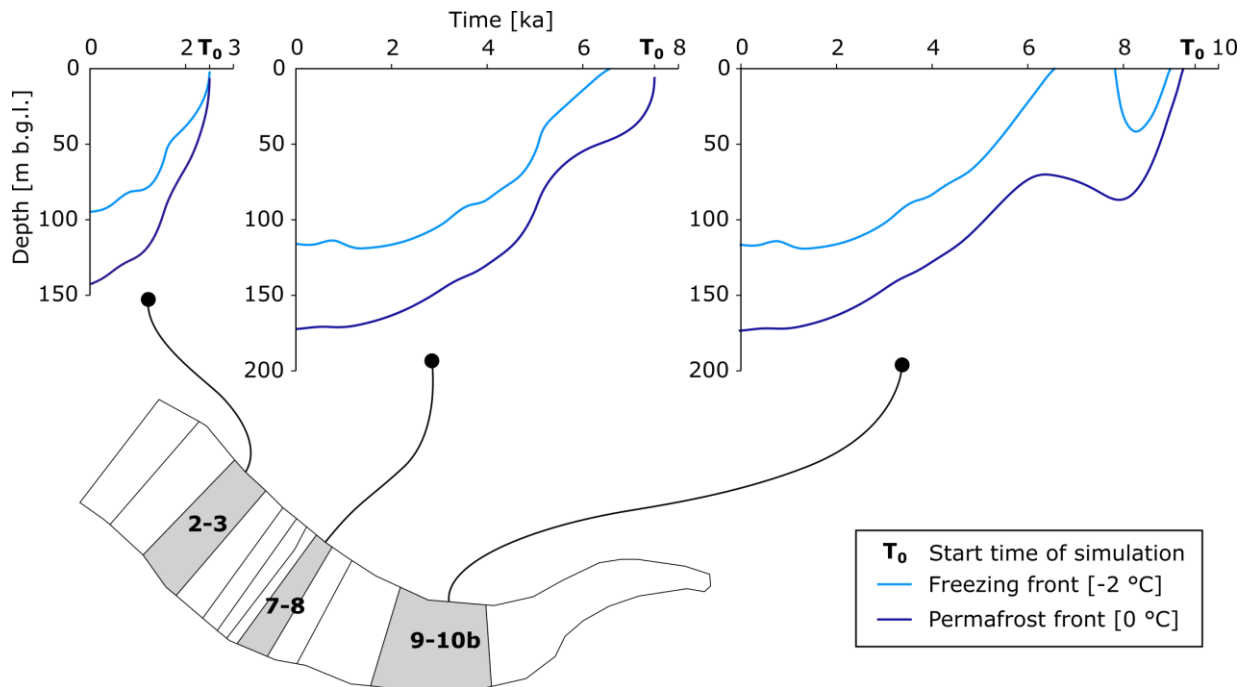 Time [ka]
0 2 T₀ 3
0 2 4 6 T₀ 8
0 2 4 6 8 T₀ 10
Depth [m b.g.l.]
0
50
100
150
0
50
100
150
200
0
50
100
150
200
2-3
7-8
9-10b
T₀ Start time of simulation
Freezing front [-2 °C]
Permafrost front [0 °C]